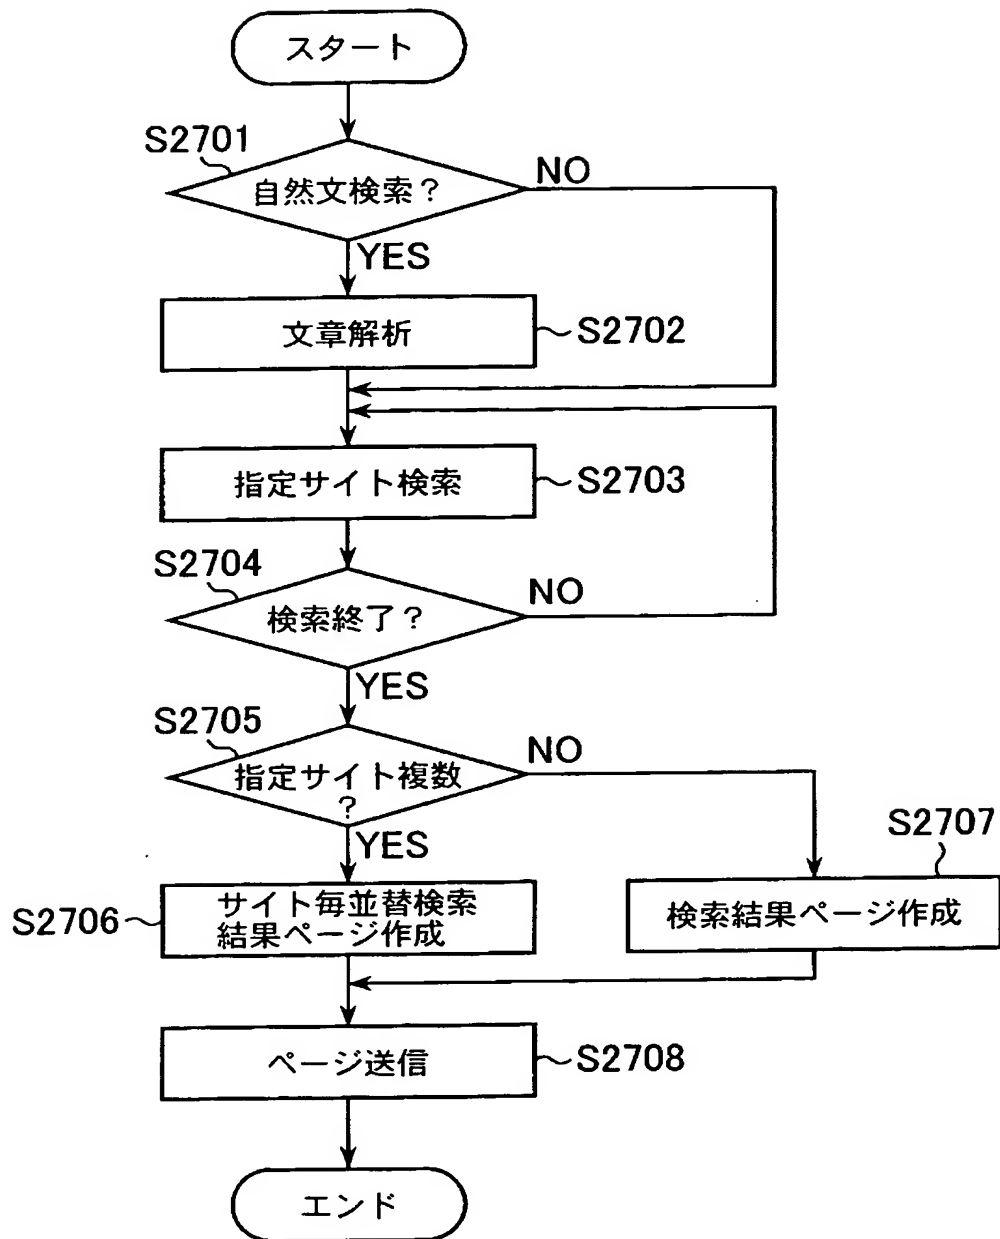 スタート
S2701
自然文検索？
NO
YES
文章解析
S2702
指定サイト検索
S2703
S2704
検索終了？
NO
YES
S2705
指定サイト複数
？
NO
YES
S2707
S2706
サイト毎並替検索
結果ページ作成
検索結果ページ作成
ページ送信
S2708
エンド